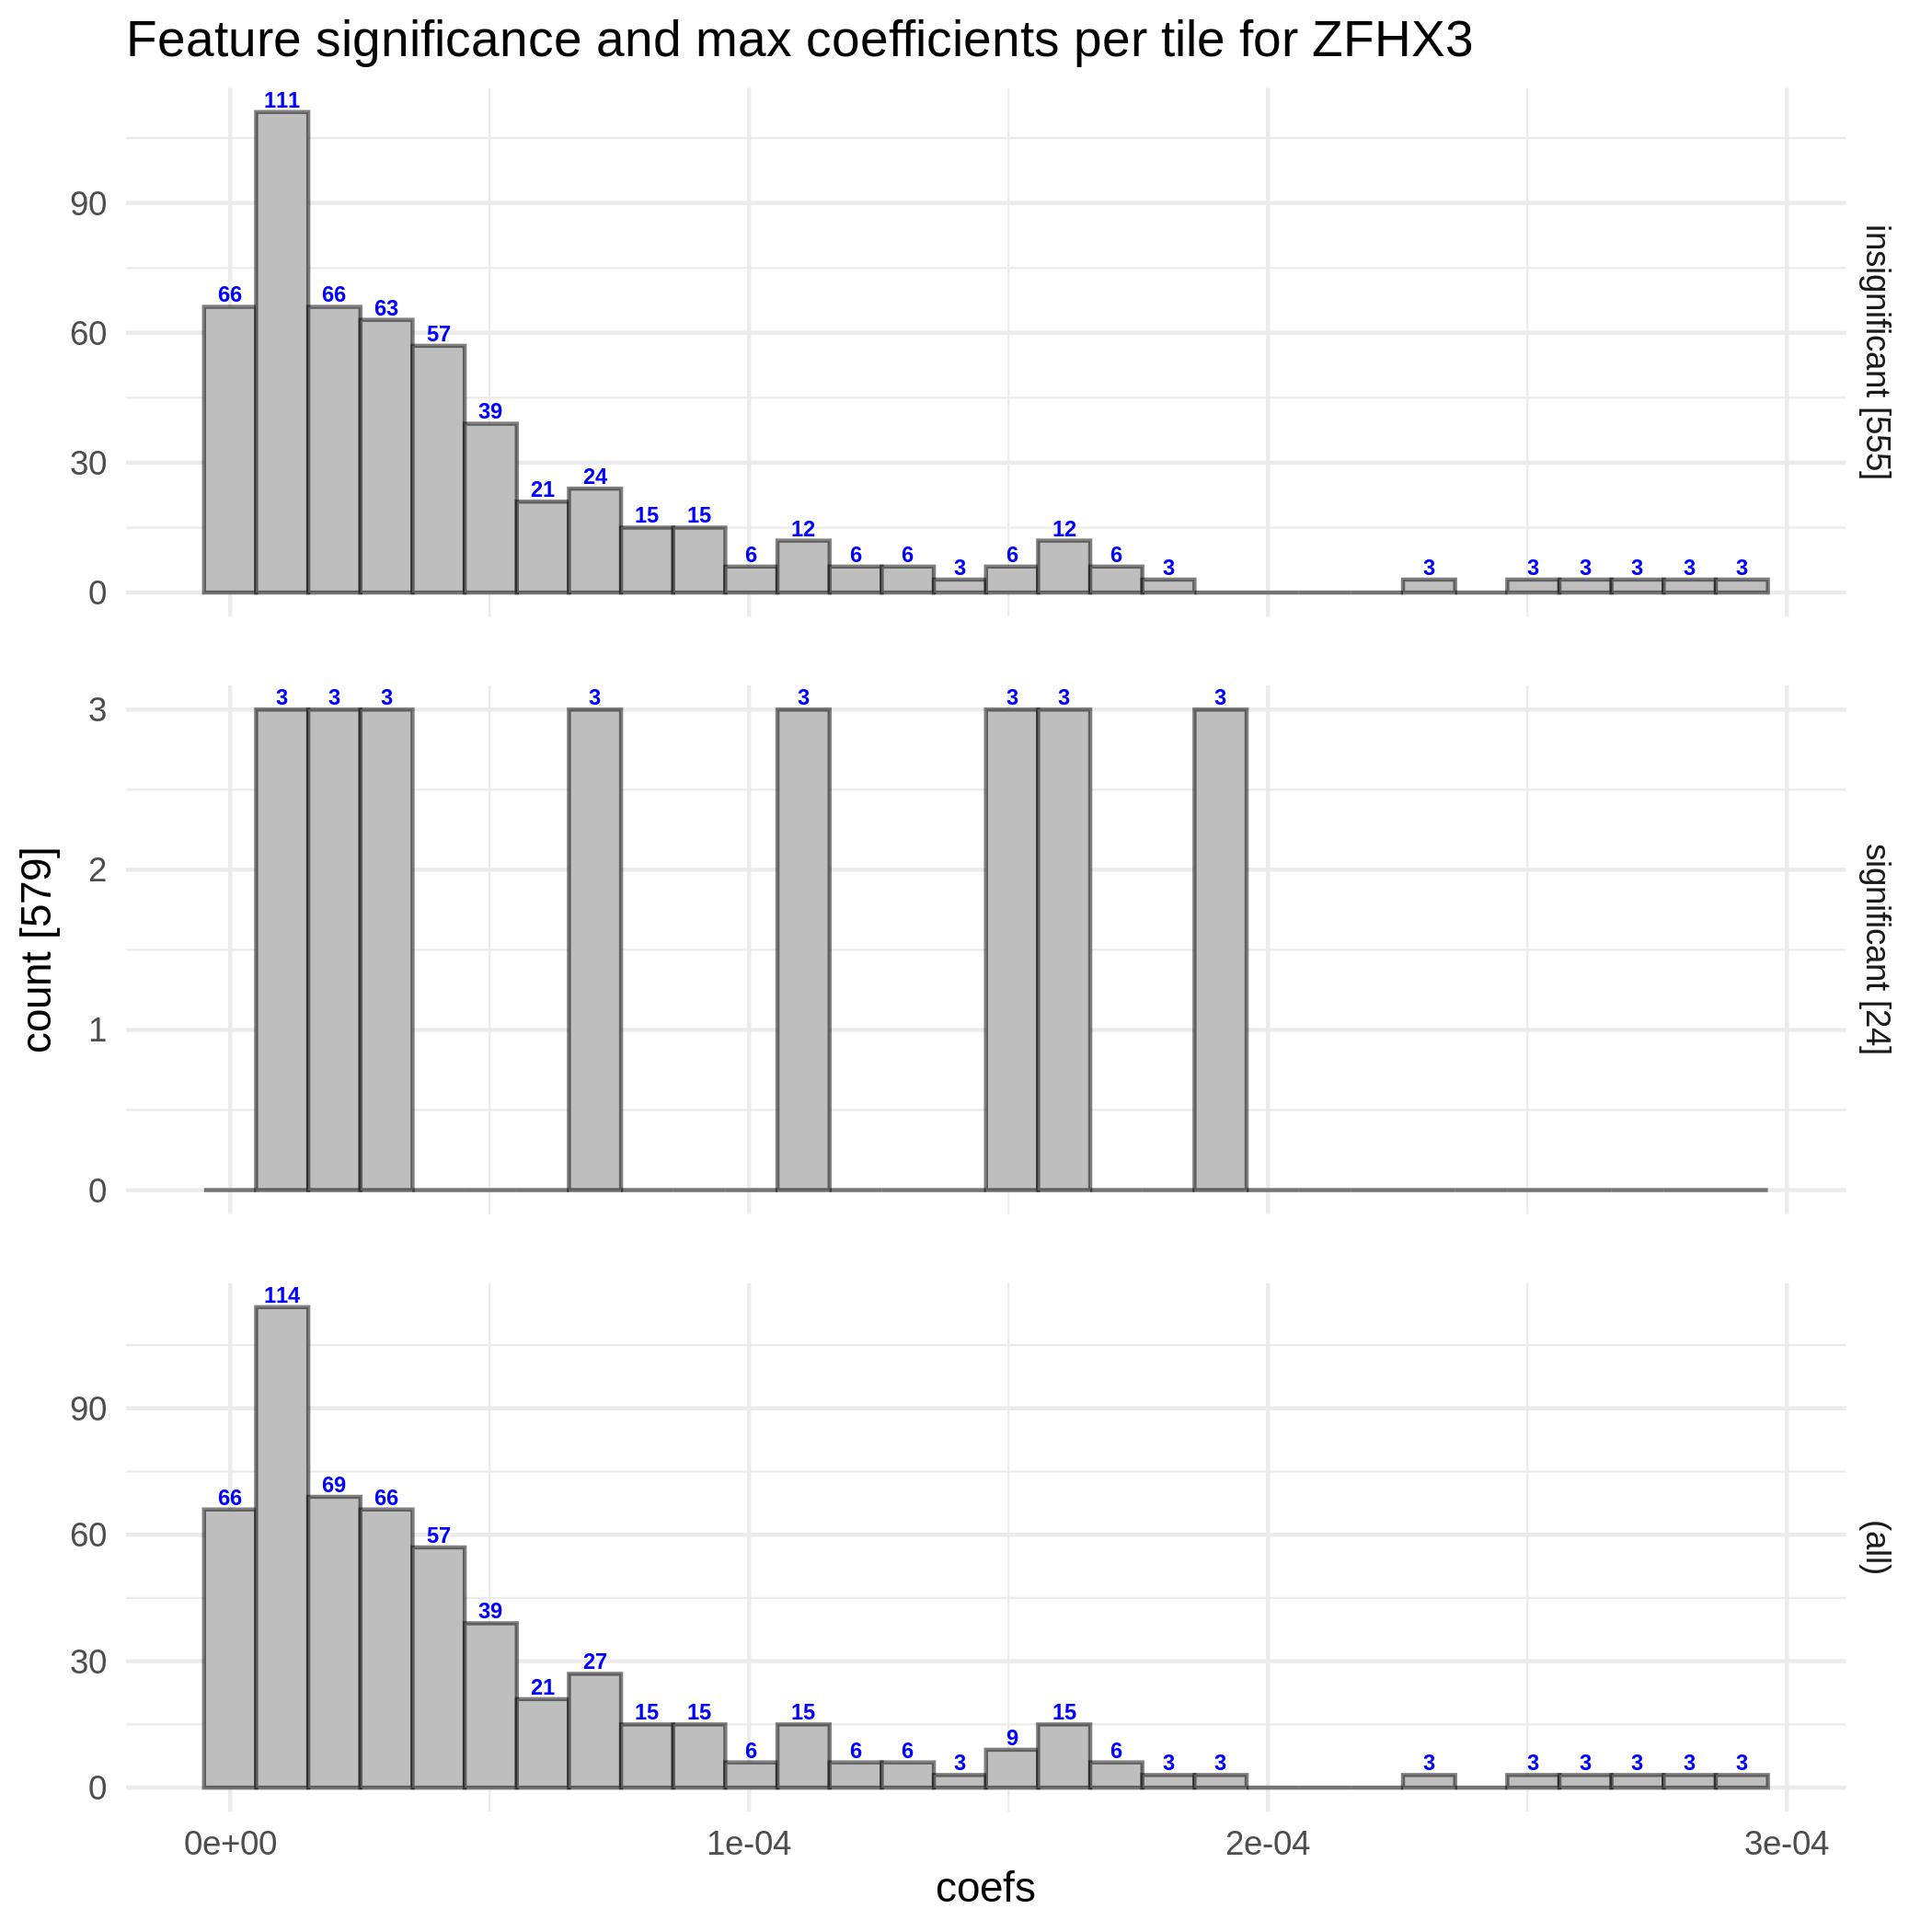 Feature significance and max coefficients per tile for ZFHX3
111
66 66 63 57 39 21 24 15 15 6 12 6 6 3 6 12 6 3 3 3 3 3 3 3
90
60
30
0
insignificant [555]
3 3 3 3 3 3 3 3
3
2
1
0
significant [24]
count [579]
114
66 69 66 57 39 21 27 15 15 6 15 6 6 3 9 15 6 3 3 3 3 3 3 3 3
90
60
30
0
(all)
0e+00 1e-04 2e-04 3e-04
coefs